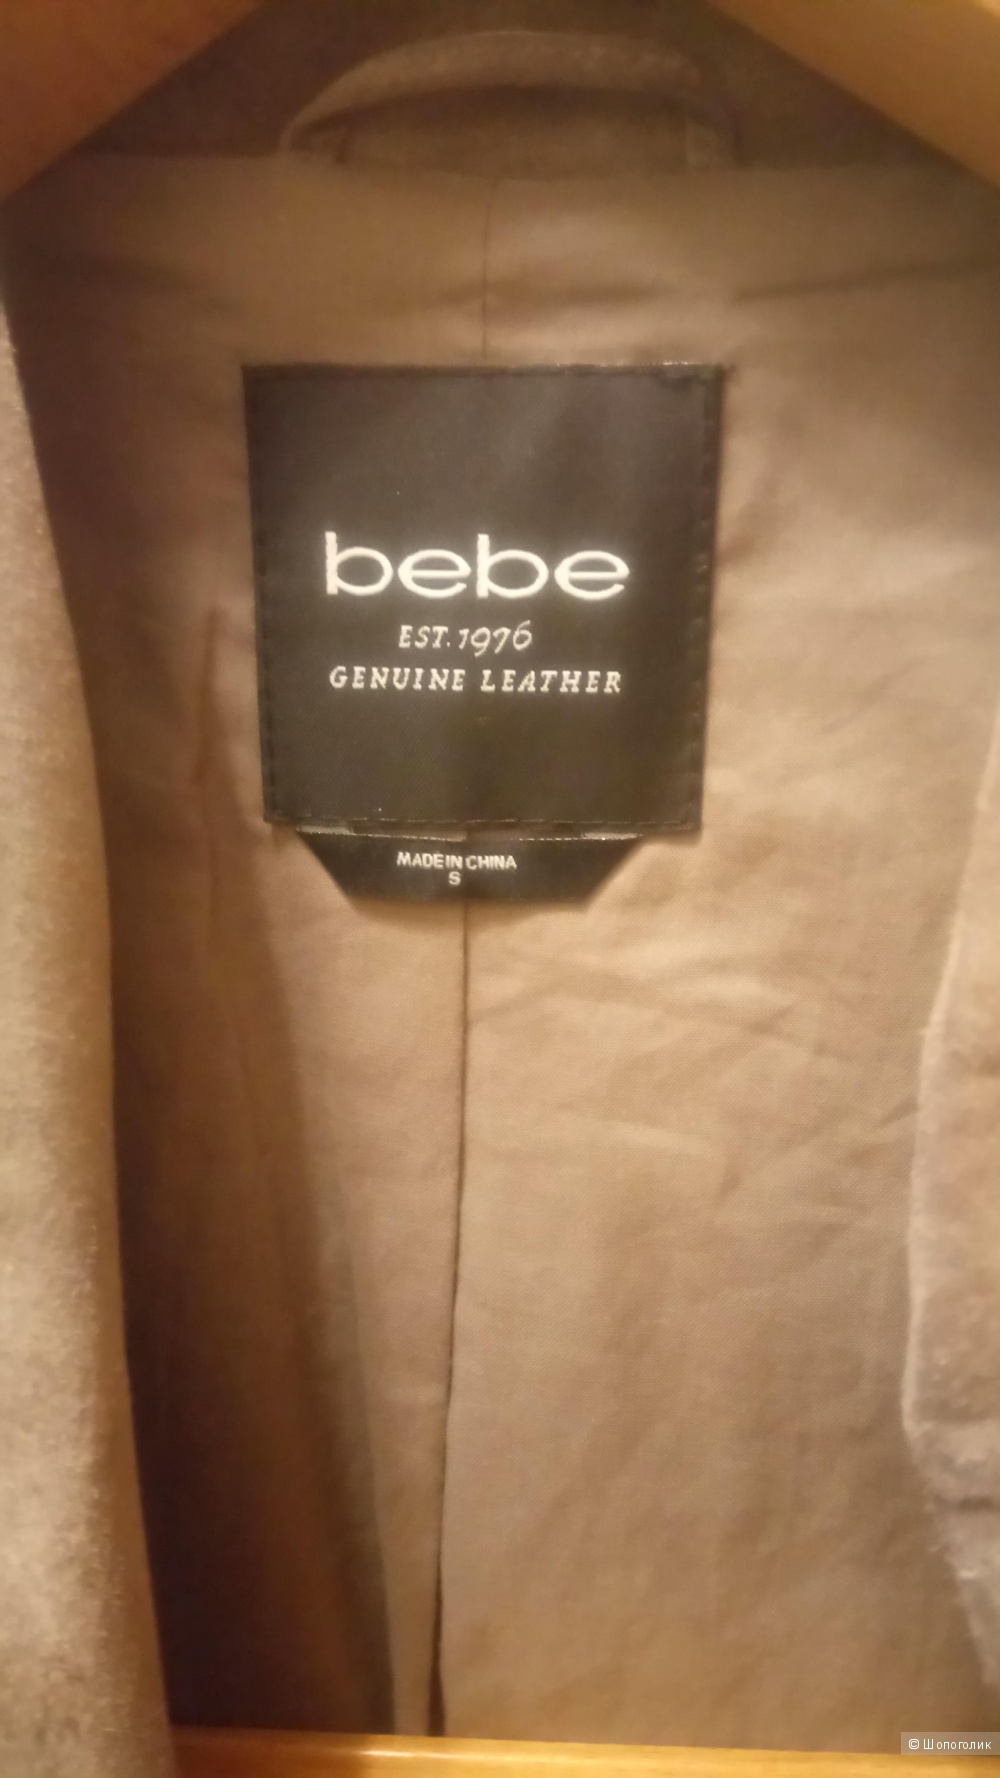 bebe
EST. 1976
GENUINE LEATHER
MADE IN CHINA
S
© Шопоголик